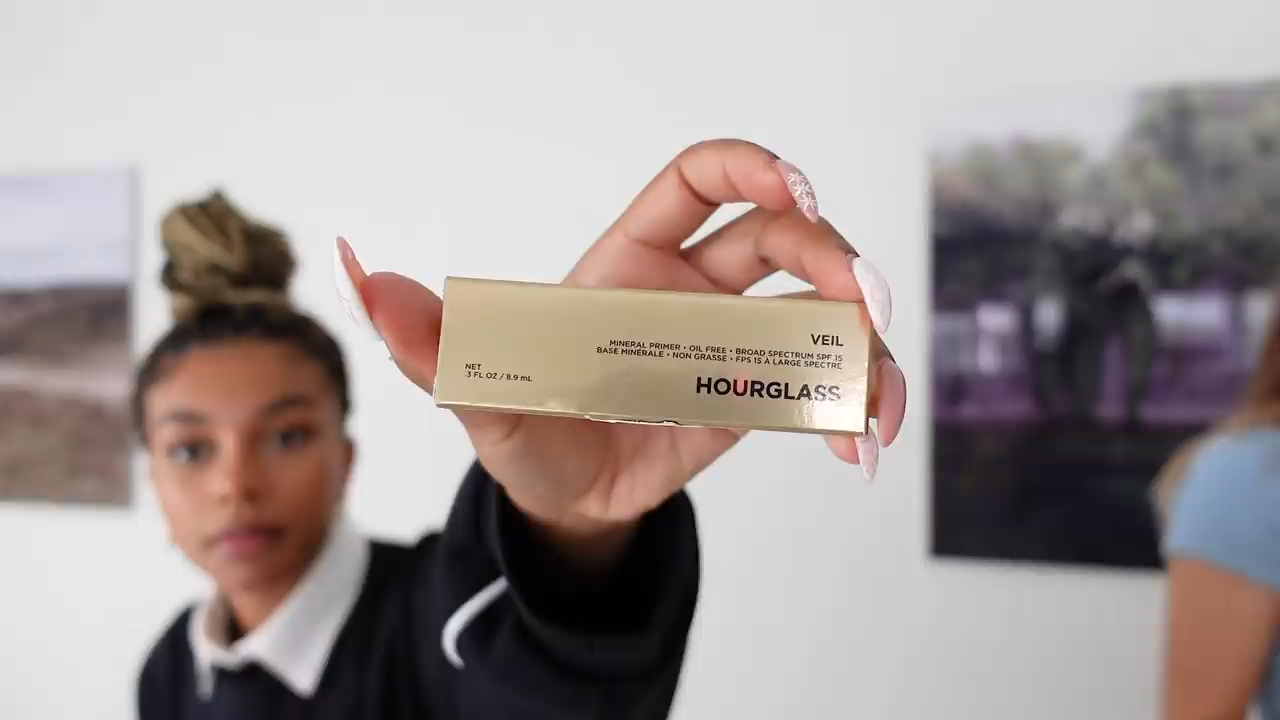 VEIL
MINERAL PRIMER • OIL FREE • BROAD SPECTRUM SPF 15
BASE MINÉRALE • NON GRASSE • FPS 15 À LARGE SPECTRE
HOURGLASS
NET
.3 FL OZ / 8.9 mL